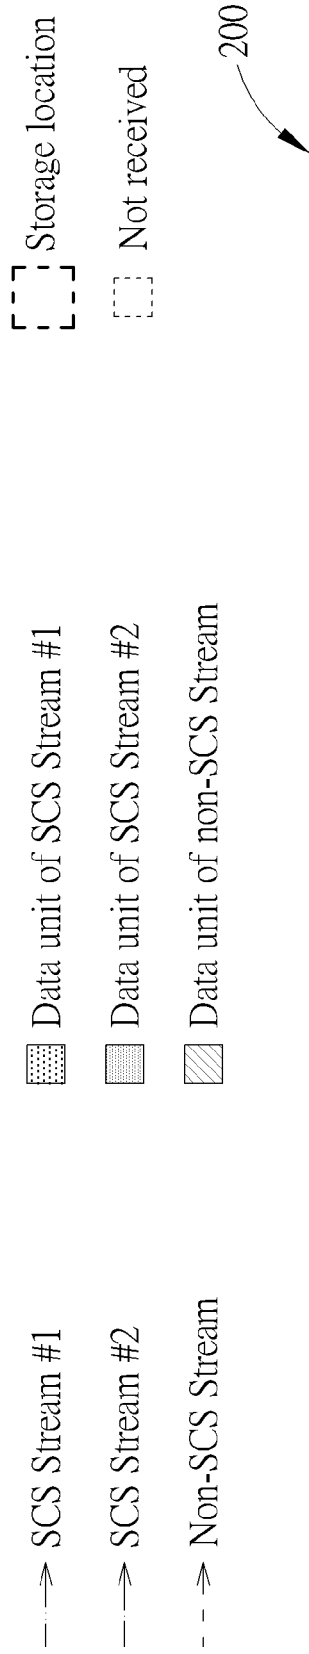 SCS Stream #1
SCS Stream #2
Non-SCS Stream
Data unit of SCS Stream #1
Data unit of SCS Stream #2
Data unit of non-SCS Stream
Storage location
Not received
200